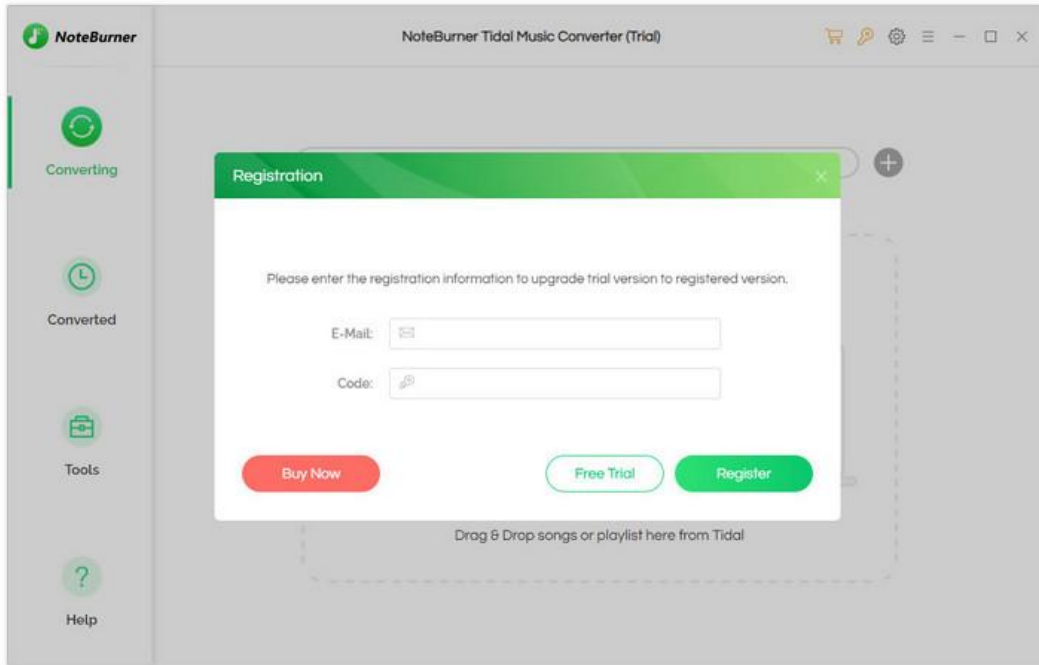 NoteBurner
NoteBurner Tidal Music Converter (Trial)
Converting
Converted
Tools
Help
Registration
Please enter the registration information to upgrade trial version to registered version.
E-Mail:
Code:
Buy Now
Free Trial
Register
Drag & Drop songs or playlist here from Tidal